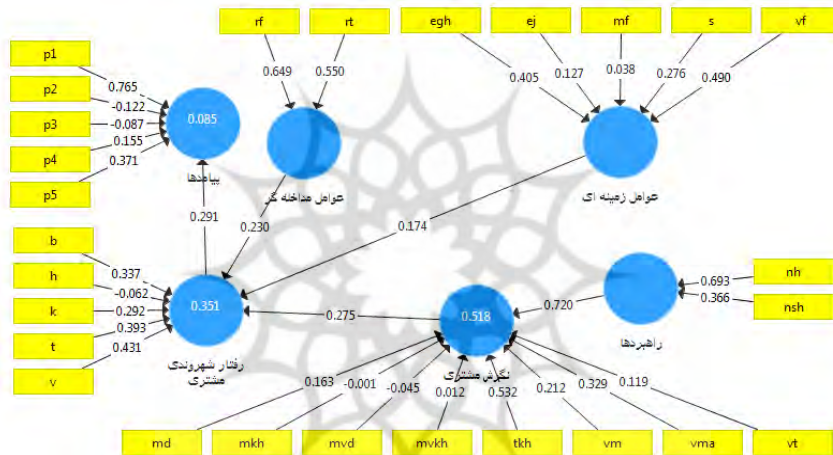 rf
rt
egh
ej
mf
s
vf
p1
p2
p3
p4
p5
0.765
-0.122
-0.087
0.155
0.371
0.649
0.550
0.405
0.127
0.038
0.276
0.490
0.085
پیامدها
عوامل مداخله گر
عوامل زمینه ای
0.291
0.230
0.174
b
h
k
t
v
0.337
-0.062
0.292
0.393
0.431
0.351
رفتار شهروندی
مشتری
0.275
0.518
نگرش مشتری
0.720
راهبردها
0.693
0.366
nh
nsh
0.163
-0.001
-0.045
0.012
0.532
0.212
0.329
0.119
md
mkh
mvd
mvkh
tkh
vm
vma
vt